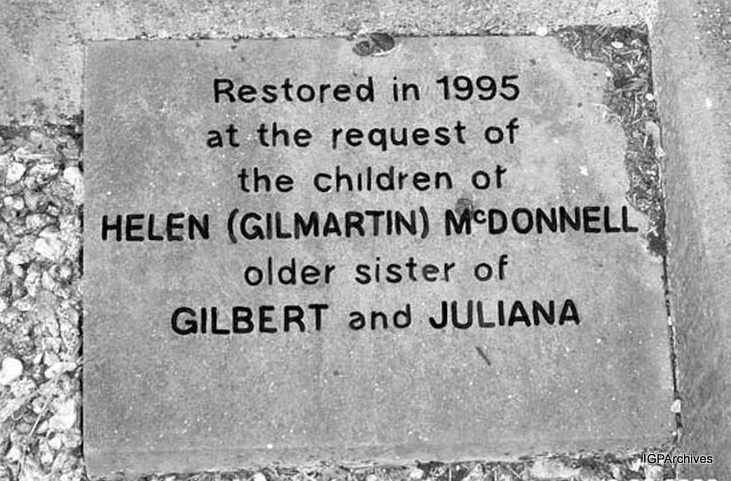 Restored in 1995
at the request of
the children of
HELEN (GILMARTIN) McDONNELL
older sister of
GILBERT and JULIANA
IGPArchives